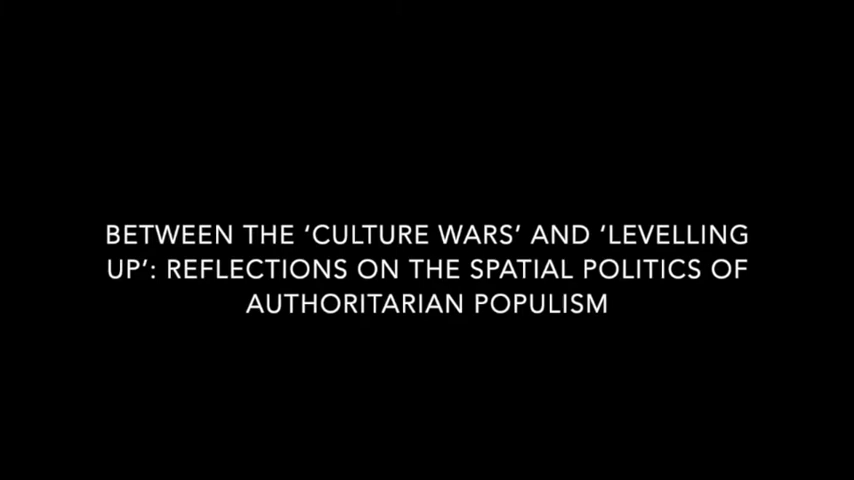 BETWEEN THE ‘CULTURE WARS’ AND ‘LEVELLING
UP’: REFLECTIONS ON THE SPATIAL POLITICS OF
AUTHORITARIAN POPULISM